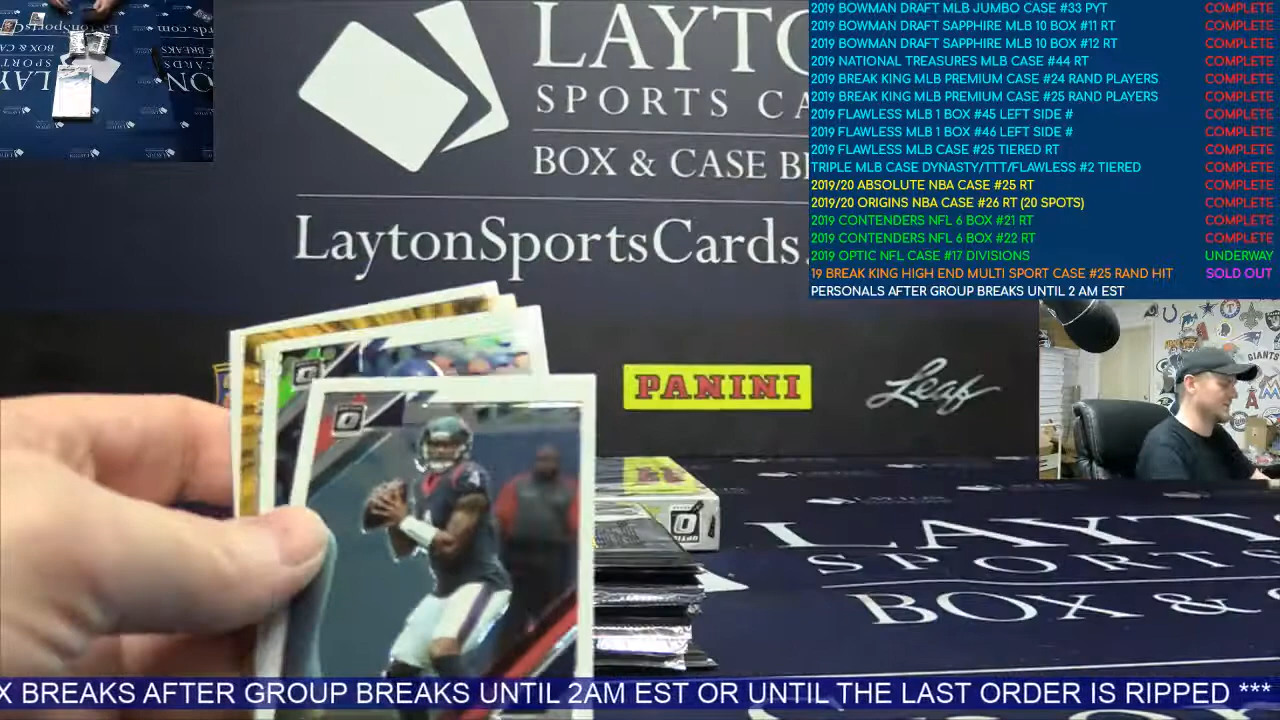 LAYTO
SPORTS CA
BOX & CASE B
LaytonSportsCards.
2019 BOWMAN DRAFT MLB JUMBO CASE #33 PYT COMPLETE
2019 BOWMAN DRAFT SAPPHIRE MLB 10 BOX #11 RT COMPLETE
2019 BOWMAN DRAFT SAPPHIRE MLB 10 BOX #12 RT COMPLETE
2019 NATIONAL TREASURES MLB CASE #44 RT COMPLETE
2019 BREAK KING MLB PREMIUM CASE #24 RAND PLAYERS COMPLETE
2019 BREAK KING MLB PREMIUM CASE #25 RAND PLAYERS COMPLETE
2019 FLAWLESS MLB 1 BOX #45 LEFT SIDE # COMPLETE
2019 FLAWLESS MLB 1 BOX #46 LEFT SIDE # COMPLETE
2019 FLAWLESS MLB CASE #25 TIERED RT COMPLETE
TRIPLE MLB CASE DYNASTY/TTT/FLAWLESS #2 TIERED COMPLETE
2019/20 ABSOLUTE NBA CASE #25 RT COMPLETE
2019/20 ORIGINS NBA CASE #26 RT (20 SPOTS) COMPLETE
2019 CONTENDERS NFL 6 BOX #21 RT COMPLETE
2019 CONTENDERS NFL 6 BOX #22 RT COMPLETE
2019 OPTIC NFL CASE #17 DIVISIONS UNDERWAY
19 BREAK KING HIGH END MULTI SPORT CASE #25 RAND HIT SOLD OUT
PERSONALS AFTER GROUP BREAKS UNTIL 2 AM EST
PANINI
Leaf
GIANTS
LAYT
SPORTS
BOX &
X BREAKS AFTER GROUP BREAKS UNTIL 2AM EST OR UNTIL THE LAST ORDER IS RIPPED ***